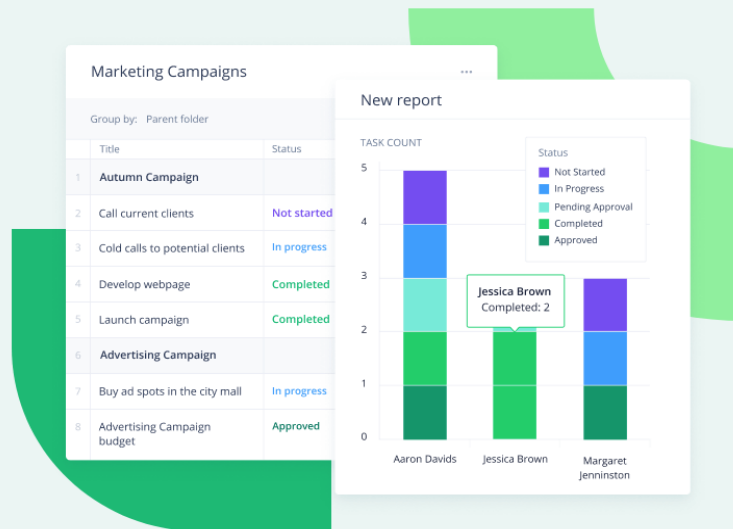 Marketing Campaigns
...
Group by: Parent folder
Title Status
1 Autumn Campaign
2 Call current clients Not started
3 Cold calls to potential clients In progress
4 Develop webpage Completed
5 Launch campaign Completed
6 Advertising Campaign
7 Buy ad spots in the city mall In progress
8 Advertising Campaign Approved
budget
New report
TASK COUNT
Status
Not Started
In Progress
Pending Approval
Completed
Approved
5
4
3
2
1
0
Jessica Brown
Completed: 2
Aaron Davids Jessica Brown Margaret
Jenninston